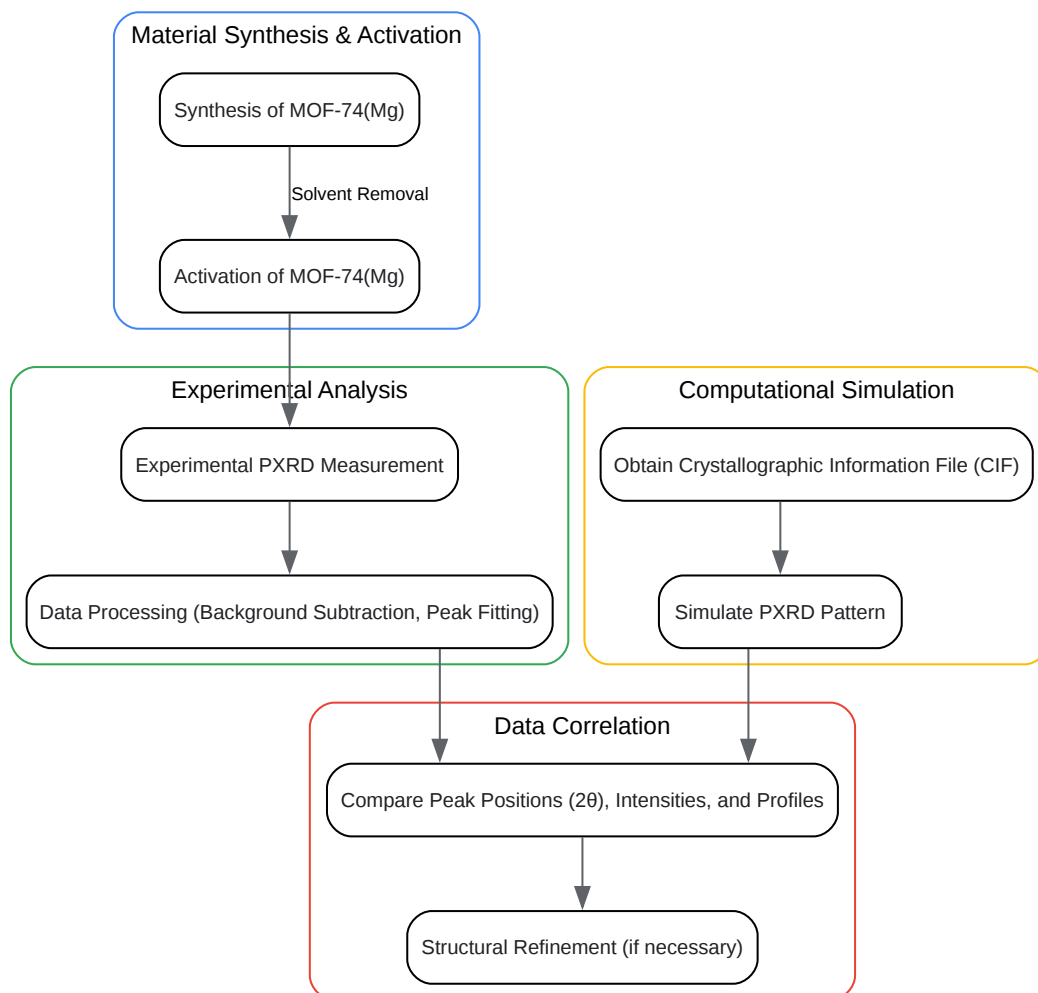 Material Synthesis & Activation
Synthesis of MOF-74(Mg)
Solvent Removal
Activation of MOF-74(Mg)
Experimental Analysis
Experimental PXRD Measurement
Data Processing (Background Subtraction, Peak Fitting)
Computational Simulation
Obtain Crystallographic Information File (CIF)
Simulate PXRD Pattern
Data Correlation
Compare Peak Positions (2θ), Intensities, and Profiles
Structural Refinement (if necessary)